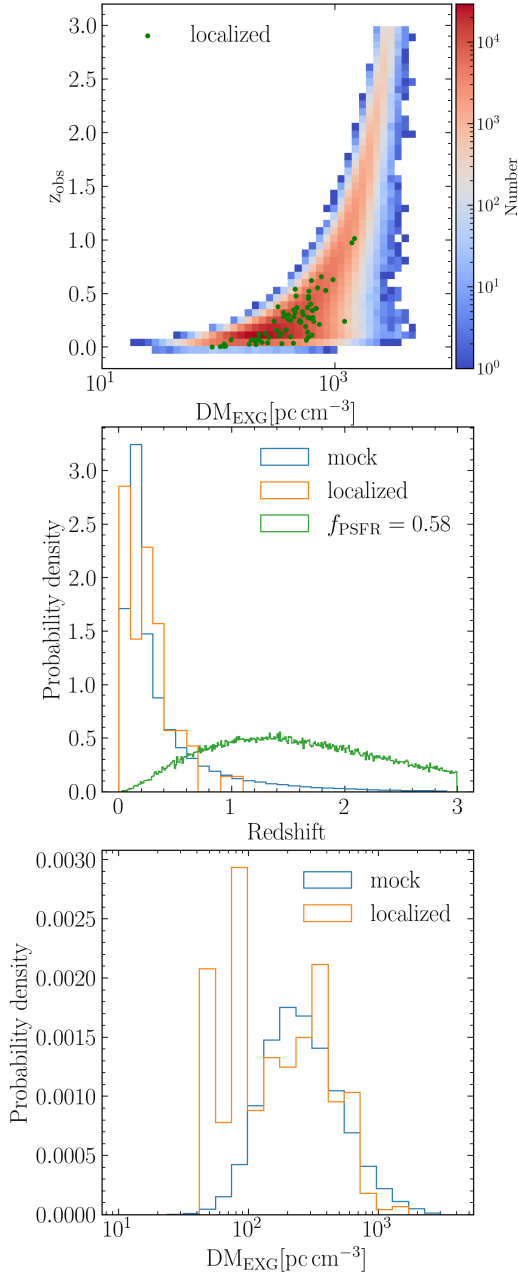 3.0
2.5
2.0
1.5
1.0
0.5
0.0
z_obs
localized
10^1
10^3
DM_EXG[pc cm^−3]
10^4
10^3
10^2
10^1
10^0
Number
3.0
2.5
2.0
1.5
1.0
0.5
0.0
Probability density
mock
localized
f_PSFR = 0.58
0
1
2
3
Redshift
0.0030
0.0025
0.0020
0.0015
0.0010
0.0005
0.0000
Probability density
mock
localized
10^1
10^2
10^3
DM_EXG[pc cm^−3]